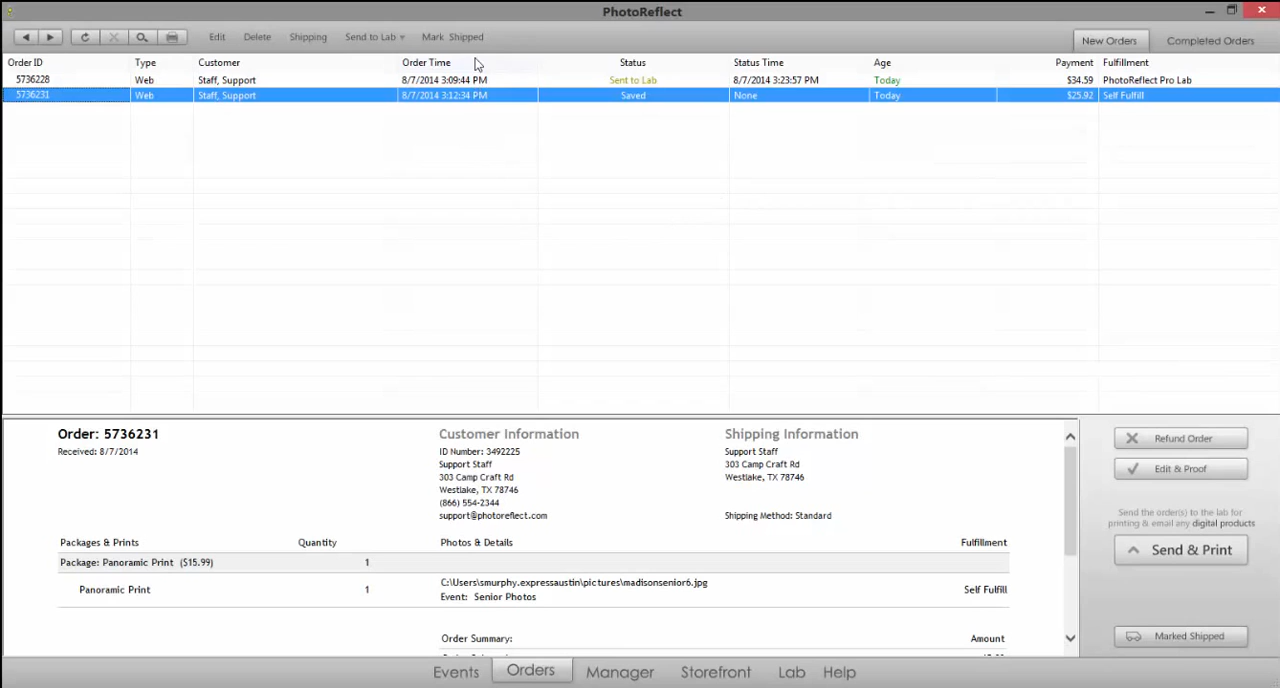 PhotoReflect
Edit Delete Shipping Send to Lab Mark Shipped New Orders Completed Orders
Order ID Type Customer Order Time Status Status Time Age Payment Fulfillment
5736228 Web Staff, Support 8/7/2014 3:09:44 PM Sent to Lab 8/7/2014 3:23:57 PM Today $34.59 PhotoReflect Pro Lab
5736231 Web Staff, Support 8/7/2014 3:12:34 PM Saved None Today $25.92 Self Fulfill
Order: 5736231
Received: 8/7/2014
Customer Information
ID Number: 3492225
Support Staff
303 Camp Craft Rd
Westlake, TX 78746
(866) 554-2344
support@photoreflect.com
Shipping Information
Support Staff
303 Camp Craft Rd
Westlake, TX 78746
Shipping Method: Standard
Packages & Prints Quantity Photos & Details Fulfillment
Package: Panoramic Print ($15.99) 1
Panoramic Print 1 C:\Users\smurphy.expressaustin\pictures\madisonsenior6.jpg Self Fulfill
Event: Senior Photos
Order Summary: Amount
Refund Order
Edit & Proof
Send the order(s) to the lab for
printing & email any digital products
Send & Print
Marked Shipped
Events Orders Manager Storefront Lab Help